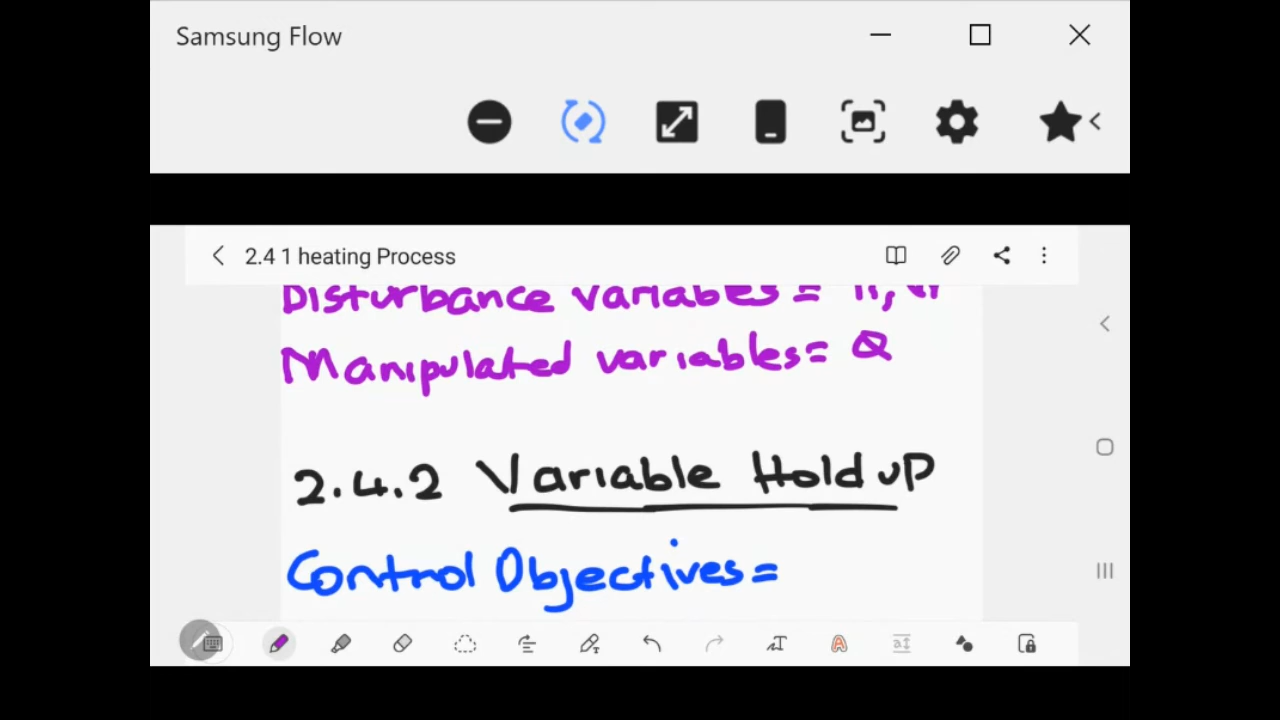 Samsung Flow
2.4 1 heating Process
Disturbance variables =
Manipulated variables= Q
2.4.2 Variable Hold up
Control Objectives=